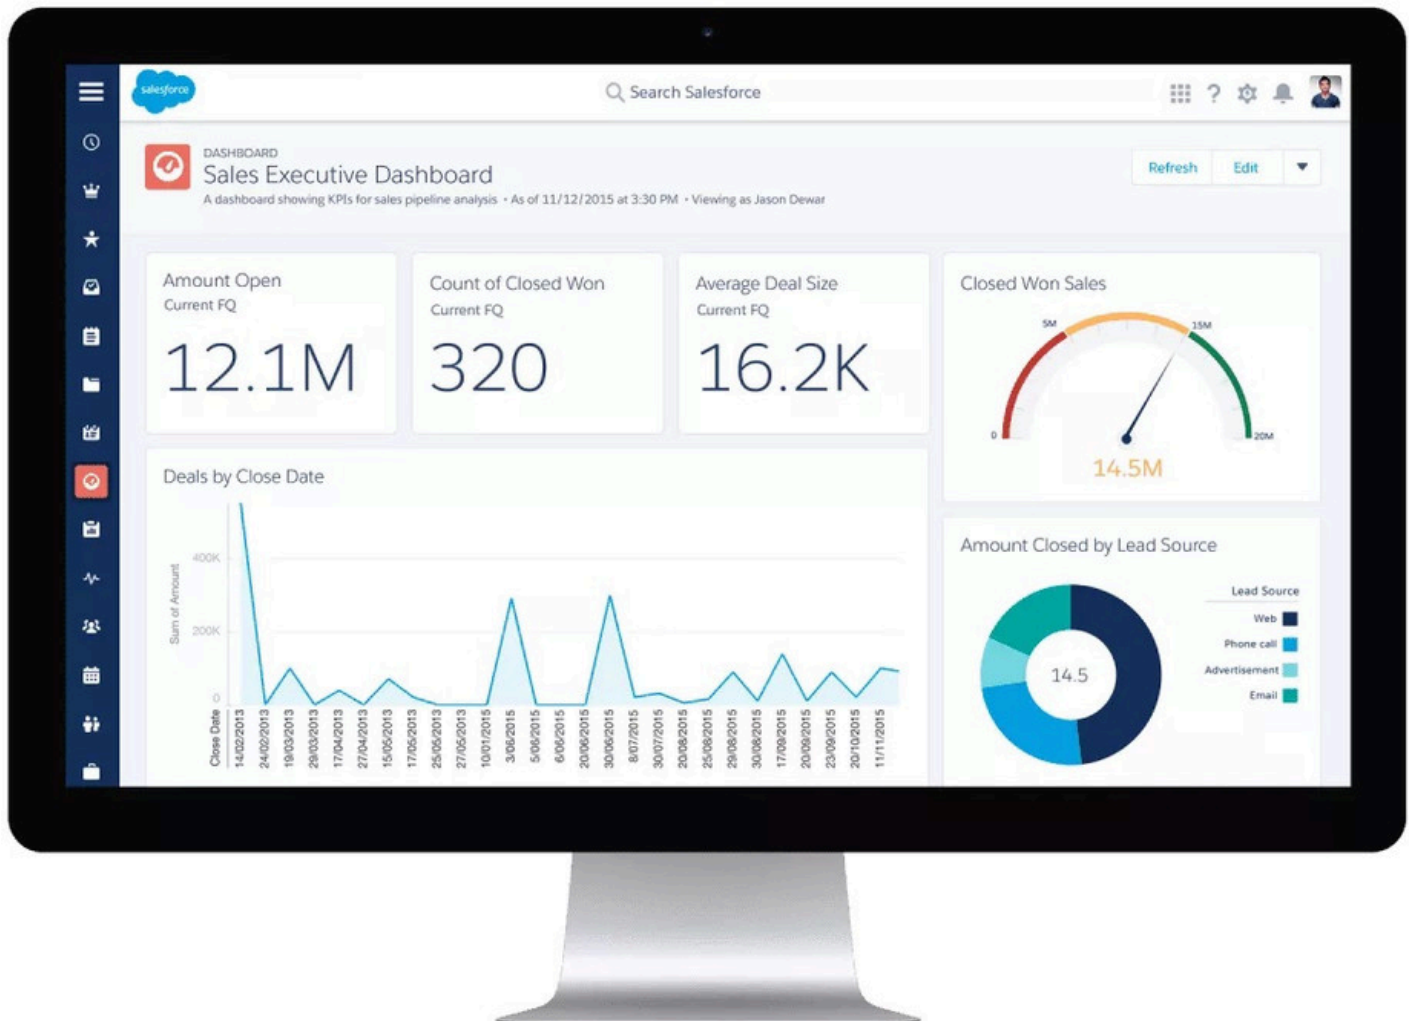 salesforce
Search Salesforce
?
DASHBOARD
Sales Executive Dashboard
A dashboard showing KPIs for sales pipeline analysis • As of 11/12/2015 at 3:30 PM • Viewing as Jason Dewar
Refresh
Edit
Amount Open
Current FQ
12.1M
Count of Closed Won
Current FQ
320
Average Deal Size
Current FQ
16.2K
Closed Won Sales
0
5M
15M
20M
14.5M
Deals by Close Date
Sum of Amount
400K
200K
0
Close Date
14/02/2013
24/02/2013
19/03/2013
29/03/2013
17/04/2013
27/04/2013
15/05/2013
17/05/2013
25/05/2013
27/05/2013
10/01/2015
3/06/2015
5/06/2015
6/06/2015
20/06/2015
30/06/2015
8/07/2015
30/07/2015
20/08/2015
25/08/2015
29/08/2015
30/08/2015
17/09/2015
20/09/2015
23/09/2015
20/10/2015
11/11/2015
Amount Closed by Lead Source
14.5
Lead Source
Web
Phone call
Advertisement
Email